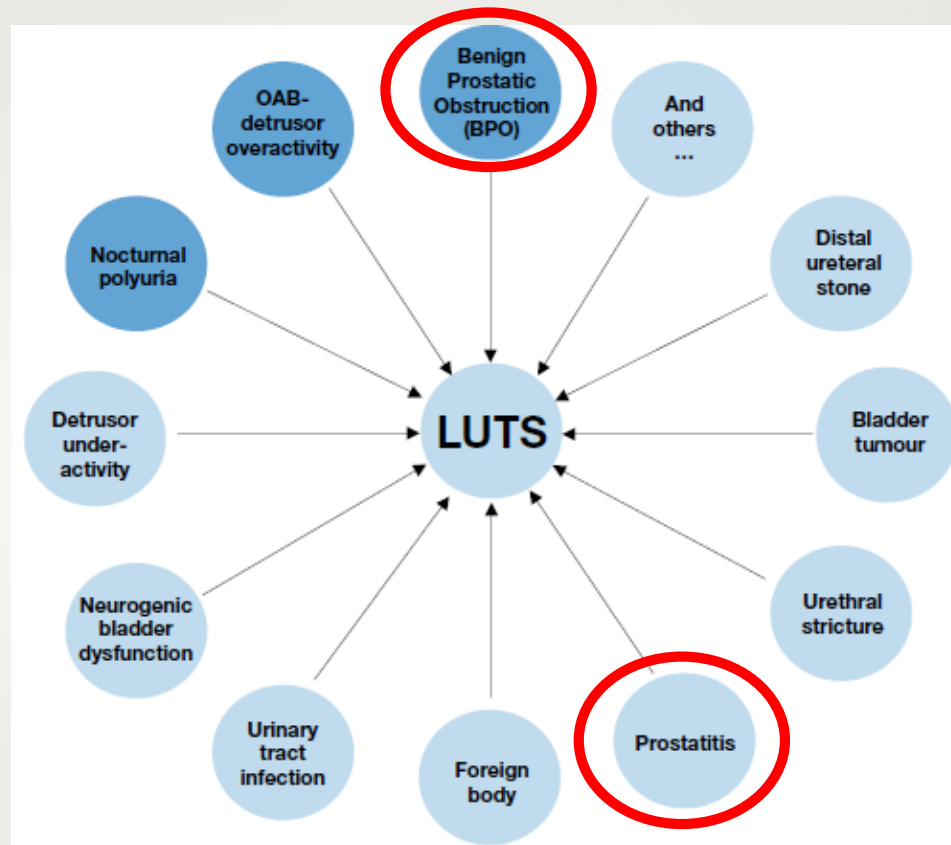 Benign
Prostatic
Obstruction
(BPO)
And
others
...
Distal
ureteral
stone
Bladder
tumour
Urethral
stricture
Prostatitis
Foreign
body
Urinary
tract
infection
Neurogenic
bladder
dysfunction
Detrusor
under-
activity
Nocturnal
polyuria
OAB-
detrusor
overactivity
LUTS